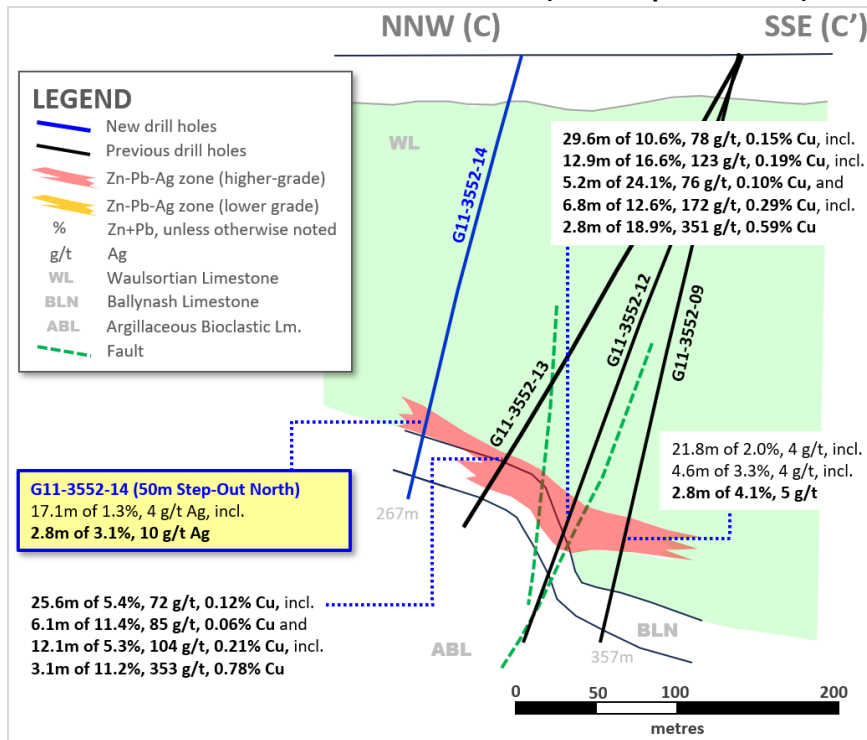 NNW (C)
SSE (C’)
LEGEND
New drill holes
Previous drill holes
Zn-Pb-Ag zone (higher-grade)
Zn-Pb-Ag zone (lower grade)
% Zn+Pb, unless otherwise noted
g/t Ag
WL Waulsortian Limestone
BLN Ballynash Limestone
ABL Argillaceous Bioclastic Lm.
Fault
WL
G11-3552-14
29.6m of 10.6%, 78 g/t, 0.15% Cu, incl.
12.9m of 16.6%, 123 g/t, 0.19% Cu, incl.
5.2m of 24.1%, 76 g/t, 0.10% Cu, and
6.8m of 12.6%, 172 g/t, 0.29% Cu, incl.
2.8m of 18.9%, 351 g/t, 0.59% Cu
G11-3552-13
G11-3552-12
G11-3552-09
21.8m of 2.0%, 4 g/t, incl.
4.6m of 3.3%, 4 g/t, incl.
2.8m of 4.1%, 5 g/t
G11-3552-14 (50m Step-Out North)
17.1m of 1.3%, 4 g/t Ag, incl.
2.8m of 3.1%, 10 g/t Ag
267m
25.6m of 5.4%, 72 g/t, 0.12% Cu, incl.
6.1m of 11.4%, 85 g/t, 0.06% Cu and
12.1m of 5.3%, 104 g/t, 0.21% Cu, incl.
3.1m of 11.2%, 353 g/t, 0.78% Cu
ABL
BLN
357m
0 50 100 200
metres